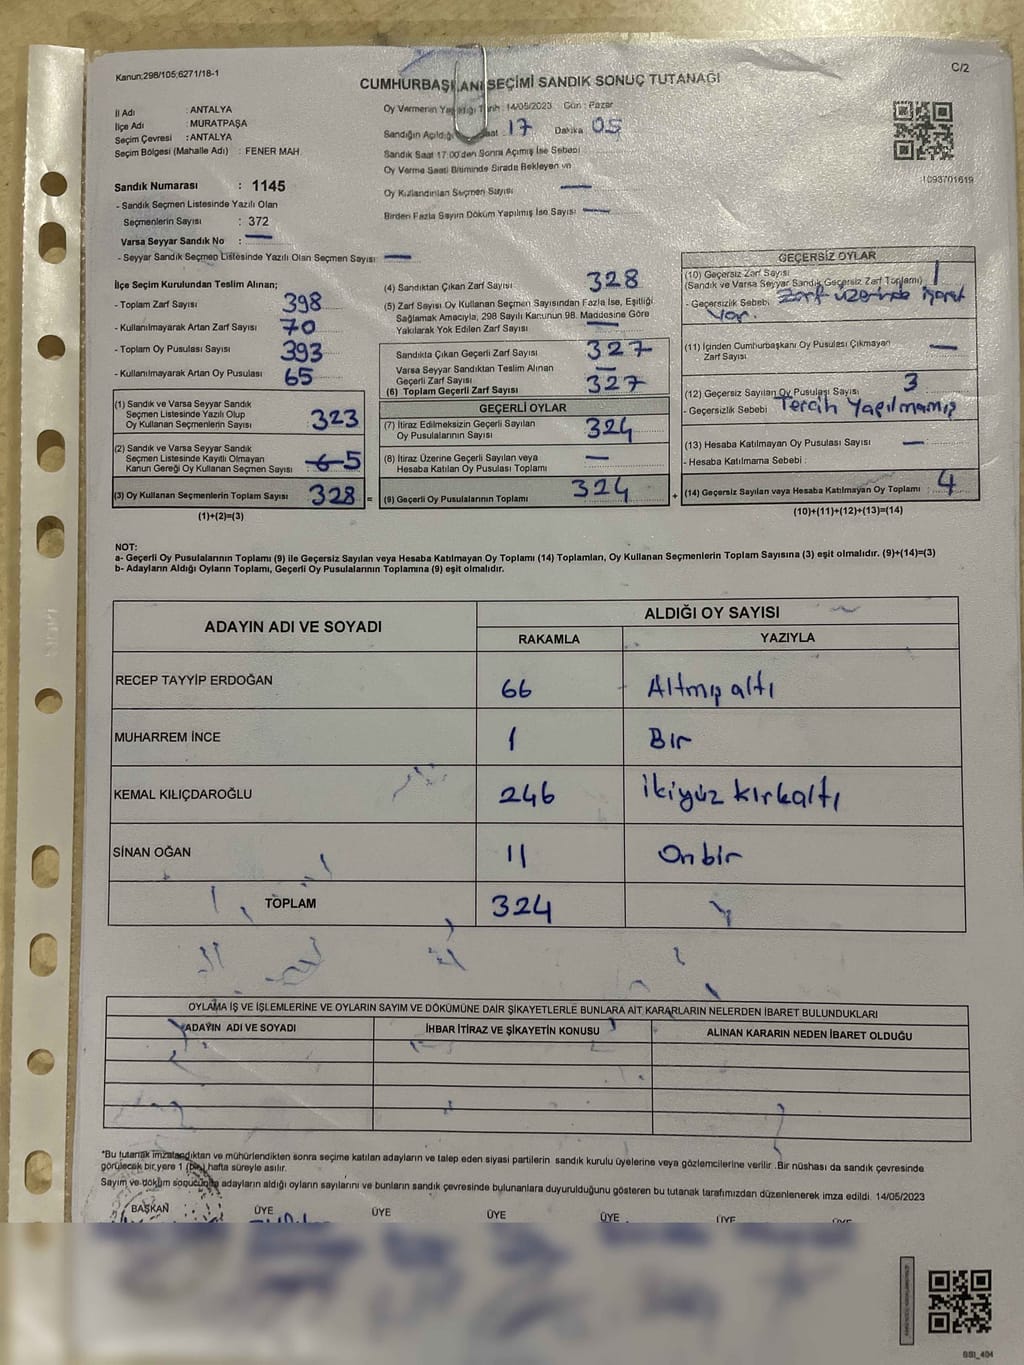 Kanun;298/105;6271/18-1
C/2
CUMHURBAŞKANI SEÇİMİ SANDIK SONUÇ TUTANAĞI
İl Adı : ANTALYA
İlçe Adı : MURATPAŞA
Seçim Çevresi : ANTALYA
Seçim Bölgesi (Mahalle Adı) : FENER MAH.
Oy Vermenin Yapıldığı Tarih 14/05/2023 Gün : Pazar
Sandığın Açıldığı Saat 17 Dakika 05
Sandık Saat 17:00'den Sonra Açımış İse Sebebi
Oy Verme Saati Bitiminde Sırada Bekleyen ve
Oy Kullandırılan Seçmen Sayısı —
Birden Fazla Sayım Döküm Yapılmış İse Sayısı —
1093701619
Sandık Numarası : 1145
- Sandık Seçmen Listesinde Yazılı Olan
Seçmenlerin Sayısı : 372
Varsa Seyyar Sandık No : —
- Seyyar Sandık Seçmen Listesinde Yazılı Olan Seçmen Sayısı —
İlçe Seçim Kurulundan Teslim Alınan;
- Toplam Zarf Sayısı 398
- Kullanılmayarak Artan Zarf Sayısı 70
- Toplam Oy Pusulası Sayısı 393
- Kullanılmayarak Artan Oy Pusulası 65
(1) Sandık ve Varsa Seyyar Sandık
Seçmen Listesinde Yazılı Olup
Oy Kullanan Seçmenlerin Sayısı 323
(2) Sandık ve Varsa Seyyar Sandık
Seçmen Listesinde Kayıtlı Olmayan
Kanun Gereği Oy Kullanan Seçmen Sayısı 6 5
(3) Oy Kullanan Seçmenlerin Toplam Sayısı 328 =
(1)+(2)=(3)
(4) Sandıktan Çıkan Zarf Sayısı 328
(5) Zarf Sayısı Oy Kullanan Seçmen Sayısından Fazla İse, Eşitliği
Sağlamak Amacıyla, 298 Sayılı Kanunun 98. Maddesine Göre
Yakılarak Yok Edilen Zarf Sayısı —
Sandıkta Çıkan Geçerli Zarf Sayısı 327
Varsa Seyyar Sandıktan Teslim Alınan
Geçerli Zarf Sayısı —
(6) Toplam Geçerli Zarf Sayısı 327
GEÇERLİ OYLAR
(7) İtiraz Edilmeksizin Geçerli Sayılan
Oy Pusulalarının Sayısı 324
(8) İtiraz Üzerine Geçerli Sayılan veya
Hesaba Katılan Oy Pusulası Toplamı —
(9) Geçerli Oy Pusulalarının Toplamı 324 +
GEÇERSİZ OYLAR
(10) Geçersiz Zarf Sayısı
(Sandık ve Varsa Seyyar Sandık Geçersiz Zarf Toplamı) 1
- Geçersizlik Sebebi Zarf üzerinde işaret
Var.
(11) İçinden Cumhurbaşkanı Oy Pusulası Çıkmayan
Zarf Sayısı —
(12) Geçersiz Sayılan Oy Pusulası Sayısı 3
- Geçersizlik Sebebi Tercih Yapılmamış
(13) Hesaba Katılmayan Oy Pusulası Sayısı —
- Hesaba Katılmama Sebebi :
(14) Geçersiz Sayılan veya Hesaba Katılmayan Oy Toplamı 4
(10)+(11)+(12)+(13)=(14)
NOT:
a- Geçerli Oy Pusulalarının Toplamı (9) ile Geçersiz Sayılan veya Hesaba Katılmayan Oy Toplamı (14) Toplamları, Oy Kullanan Seçmenlerin Toplam Sayısına (3) eşit olmalıdır. (9)+(14)=(3)
b- Adayların Aldığı Oyların Toplamı, Geçerli Oy Pusulalarının Toplamına (9) eşit olmalıdır.
ADAYIN ADI VE SOYADI
ALDIĞI OY SAYISI
RAKAMLA YAZIYLA
RECEP TAYYİP ERDOĞAN 66 Altmış altı
MUHARREM İNCE 1 Bır
KEMAL KILIÇDAROĞLU 246 İkiyüz kırkaltı
SİNAN OĞAN 11 Onbir
TOPLAM 324
OYLAMA İŞ VE İŞLEMLERİNE VE OYLARIN SAYIM VE DÖKÜMÜNE DAİR ŞİKAYETLERLE BUNLARA AİT KARARLARIN NELERDEN İBARET BULUNDUKLARI
ADAYIN ADI VE SOYADI İHBAR İTİRAZ VE ŞİKAYETİN KONUSU ALINAN KARARIN NEDEN İBARET OLDUĞU
*Bu tutanak imzalandıktan ve mühürlendikten sonra seçime katılan adayların ve talep eden siyasi partilerin sandık kurulu üyelerine veya gözlemcilerine verilir. Bir nüshası da sandık çevresinde
görülecek bir yere 1 (bir) hafta süreyle asılır.
Sayım ve döküm sonucunda adayların aldığı oyların sayılarını ve bunların sandık çevresinde bulunanlara duyurulduğunu gösteren bu tutanak tarafımızdan düzenlenerek imza edildi. 14/05/2023
BAŞKAN ÜYE ÜYE ÜYE ÜYE ÜYE ÜYE